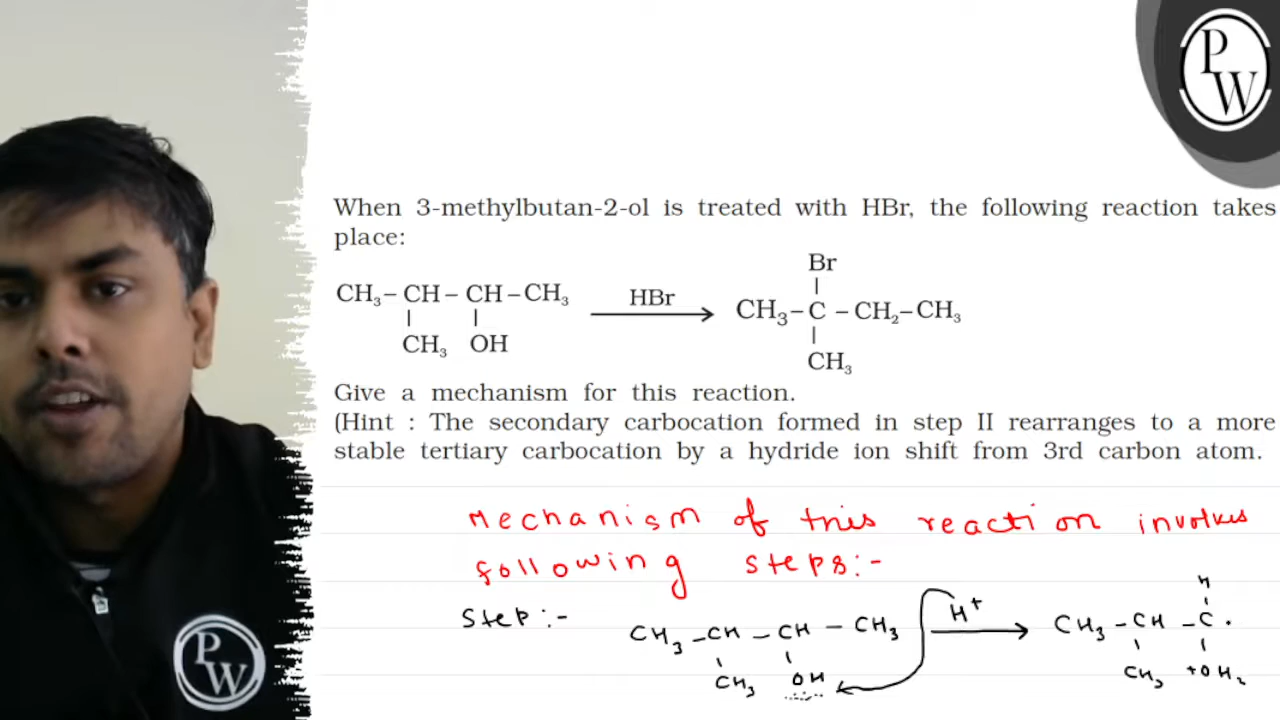 P
W
When 3-methylbutan-2-ol is treated with HBr, the following reaction takes
place:
Br
CH₃–CH–CH–CH₃ HBr CH₃–C–CH₂–CH₃
CH₃ OH
CH₃
Give a mechanism for this reaction.
(Hint : The secondary carbocation formed in step II rearranges to a more
stable tertiary carbocation by a hydride ion shift from 3rd carbon atom.
Mechanism of this reaction involves
following steps:-
Step:-
H
CH₃–CH–CH–CH₃ H⁺ CH₃–CH–C
CH₃ OH CH₃ +OH₂
P
W